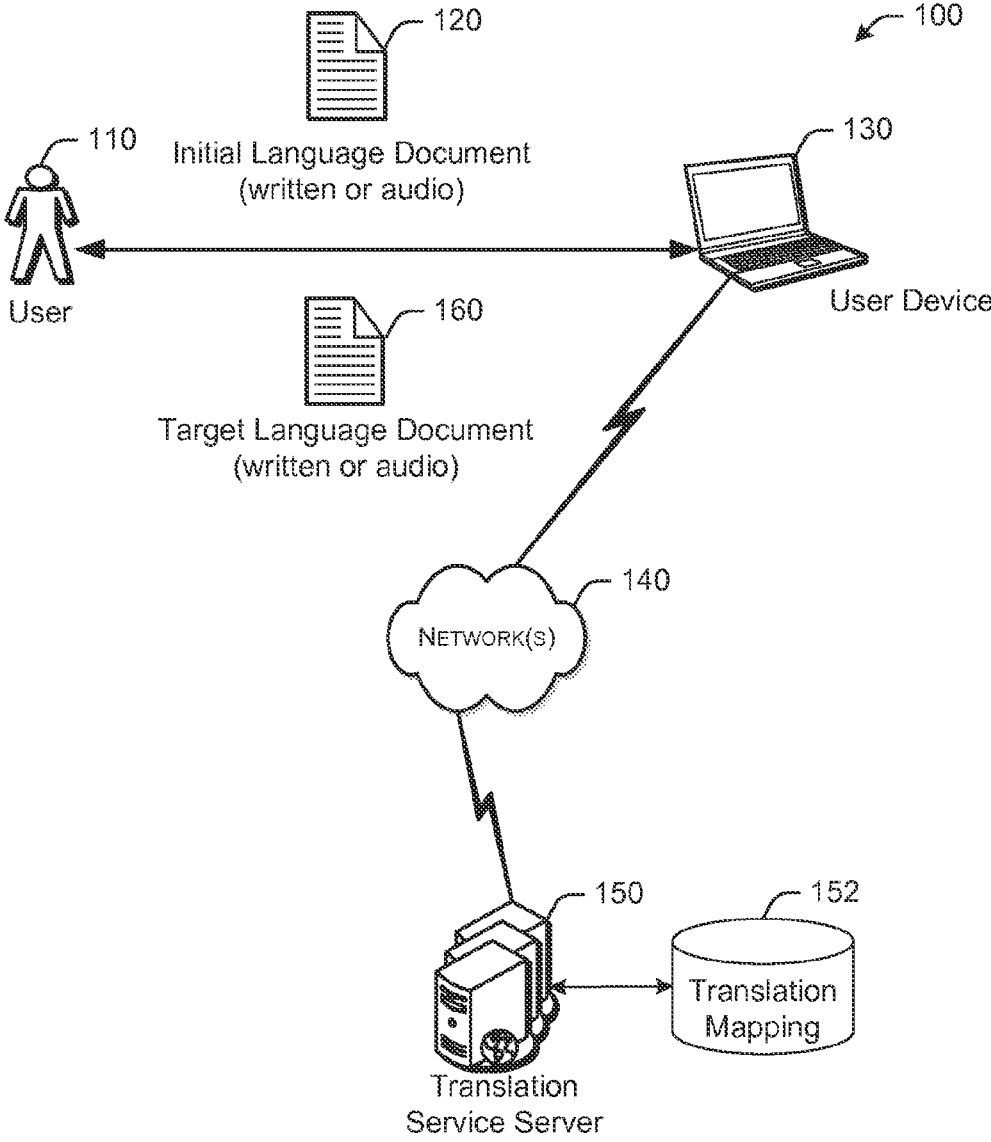 120
100
110
130
Initial Language Document
(written or audio)
User
User Device
160
Target Language Document
(written or audio)
140
NETWORK(S)
150
152
Translation
Mapping
Translation
Service Server